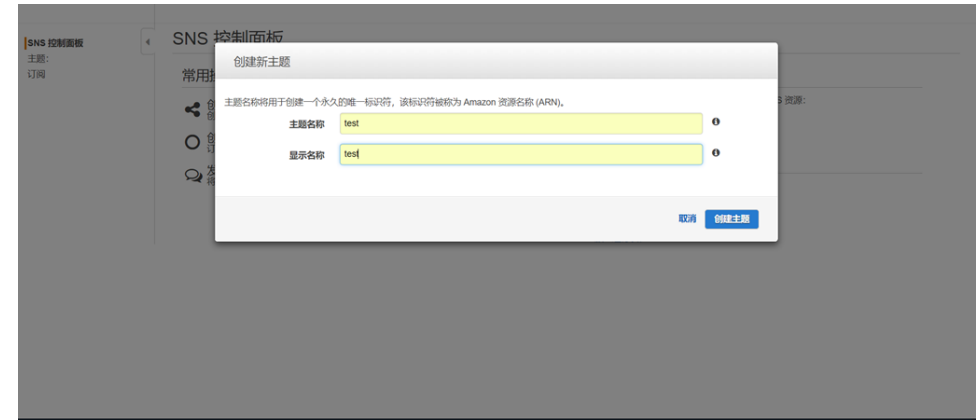 SNS 控制面板
主题:
订阅
SNS 控制面板
常用
创建新主题
主题名称将用于创建一个永久的唯一标识符，该标识符被称为 Amazon 资源名称 (ARN)。
主题名称 test
显示名称 test
取消 创建主题
资源: